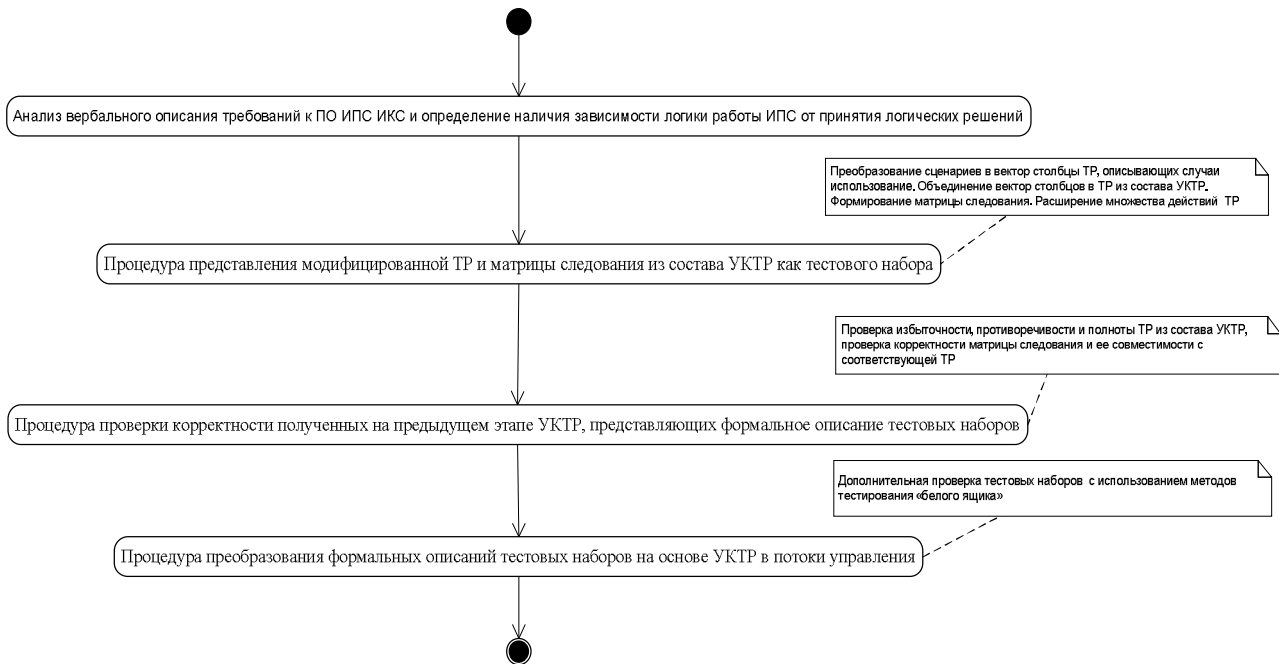 Анализ вербального описания требований к ПО ИПС ИКС и определение наличия зависимости логики работы ИПС от принятия логических решений
Преобразование сценариев в вектор столбцы ТР, описывающих случаи
использование. Объединение вектор столбцов в ТР из состава УКТР.
Формирование матрицы следования. Расширение множества действий ТР
Процедура представления модифицированной ТР и матрицы следования из состава УКТР как тестового набора
Проверка избыточности, противоречивости и полноты ТР из состава УКТР,
проверка корректности матрицы следования и ее совместимости с
соответствующей ТР
Процедура проверки корректности полученных на предыдущем этапе УКТР, представляющих формальное описание тестовых наборов
Дополнительная проверка тестовых наборов с использованием методов
тестирования «белого ящика»
Процедура преобразования формальных описаний тестовых наборов на основе УКТР в потоки управления